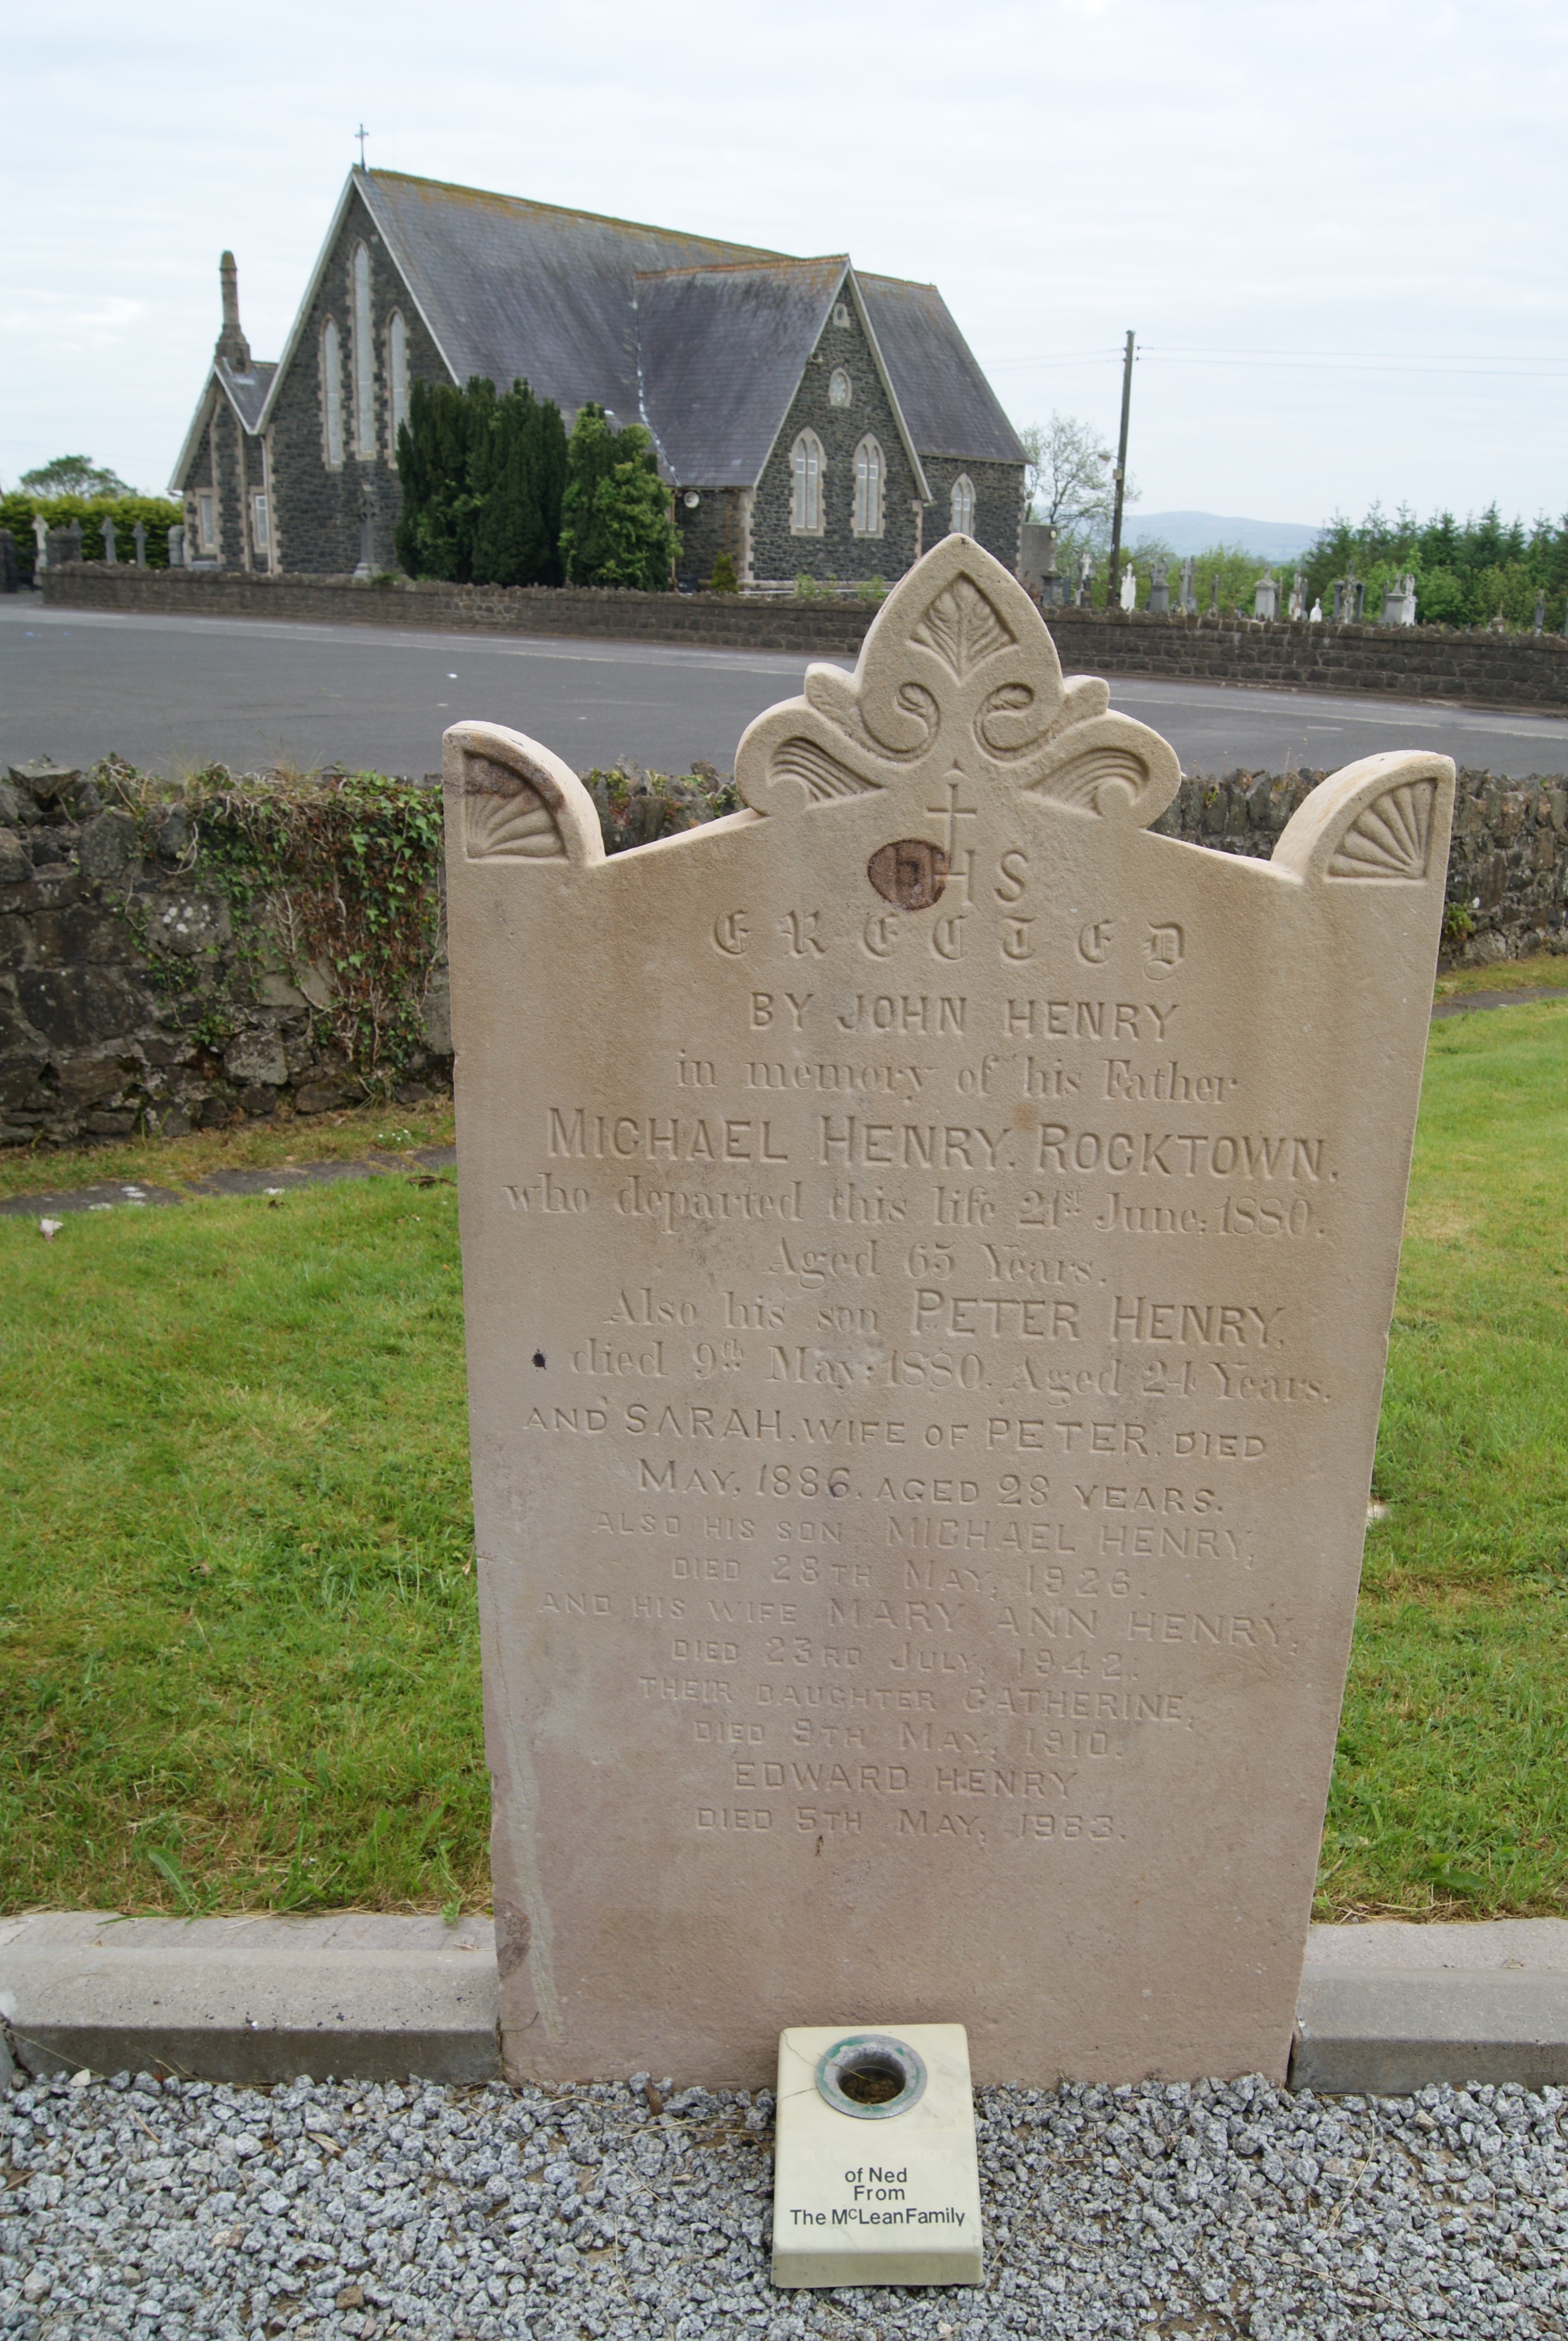 IHS
ERECTED
BY JOHN HENRY
in memory of his Father
MICHAEL HENRY. ROCKTOWN.
who departed this life 21st June: 1880.
Aged 65 Years.
Also his son PETER HENRY.
died 9th May: 1880. Aged 24 Years.
AND SARAH. WIFE OF PETER. DIED
MAY. 1886. AGED 28 YEARS.
ALSO HIS SON MICHAEL HENRY,
DIED 28TH MAY, 1926.
AND HIS WIFE MARY ANN HENRY,
DIED 23RD JULY, 1942.
THEIR DAUGHTER CATHERINE,
DIED 9TH MAY, 1910.
EDWARD HENRY
DIED 5TH MAY, 1983.
of Ned
From
The McLean Family